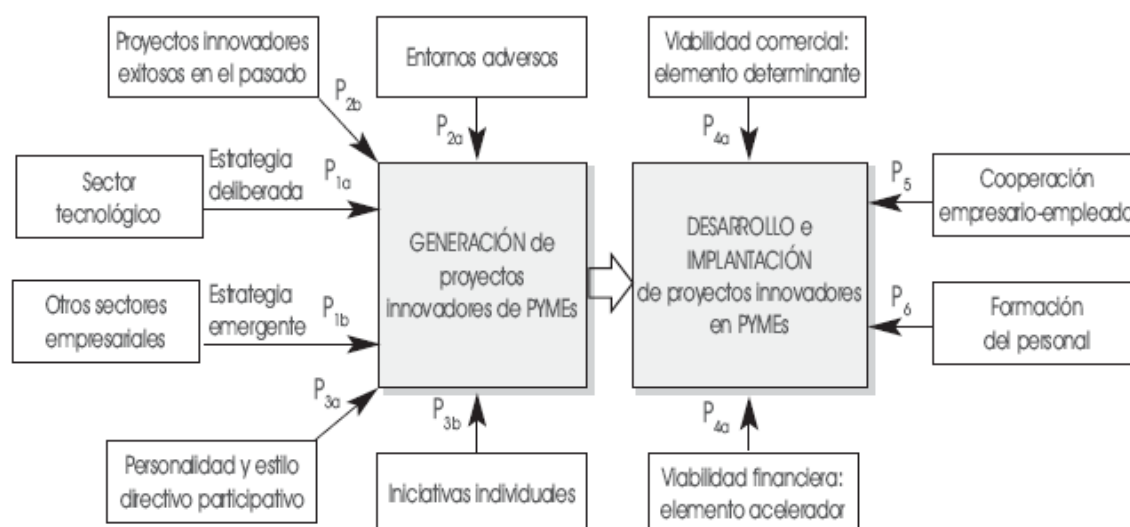 Proyectos innovadores
exitosos en el pasado
Entornos adversos
Viabilidad comercial:
elemento determinante
P2b
P2a
P4a
Sector
tecnológico
Estrategia
deliberada
P1a
P5
Cooperación
empresario-empleado
GENERACIÓN de
proyectos
innovadores de PYMEs
DESARROLLO e
IMPLANTACIÓN
de proyectos innovadores
en PYMEs
Otros sectores
empresariales
Estrategia
emergente
P1b
P6
Formación
del personal
P3a
P3b
P4a
Personalidad y estilo
directivo participativo
Iniciativas individuales
Viabilidad financiera:
elemento acelerador